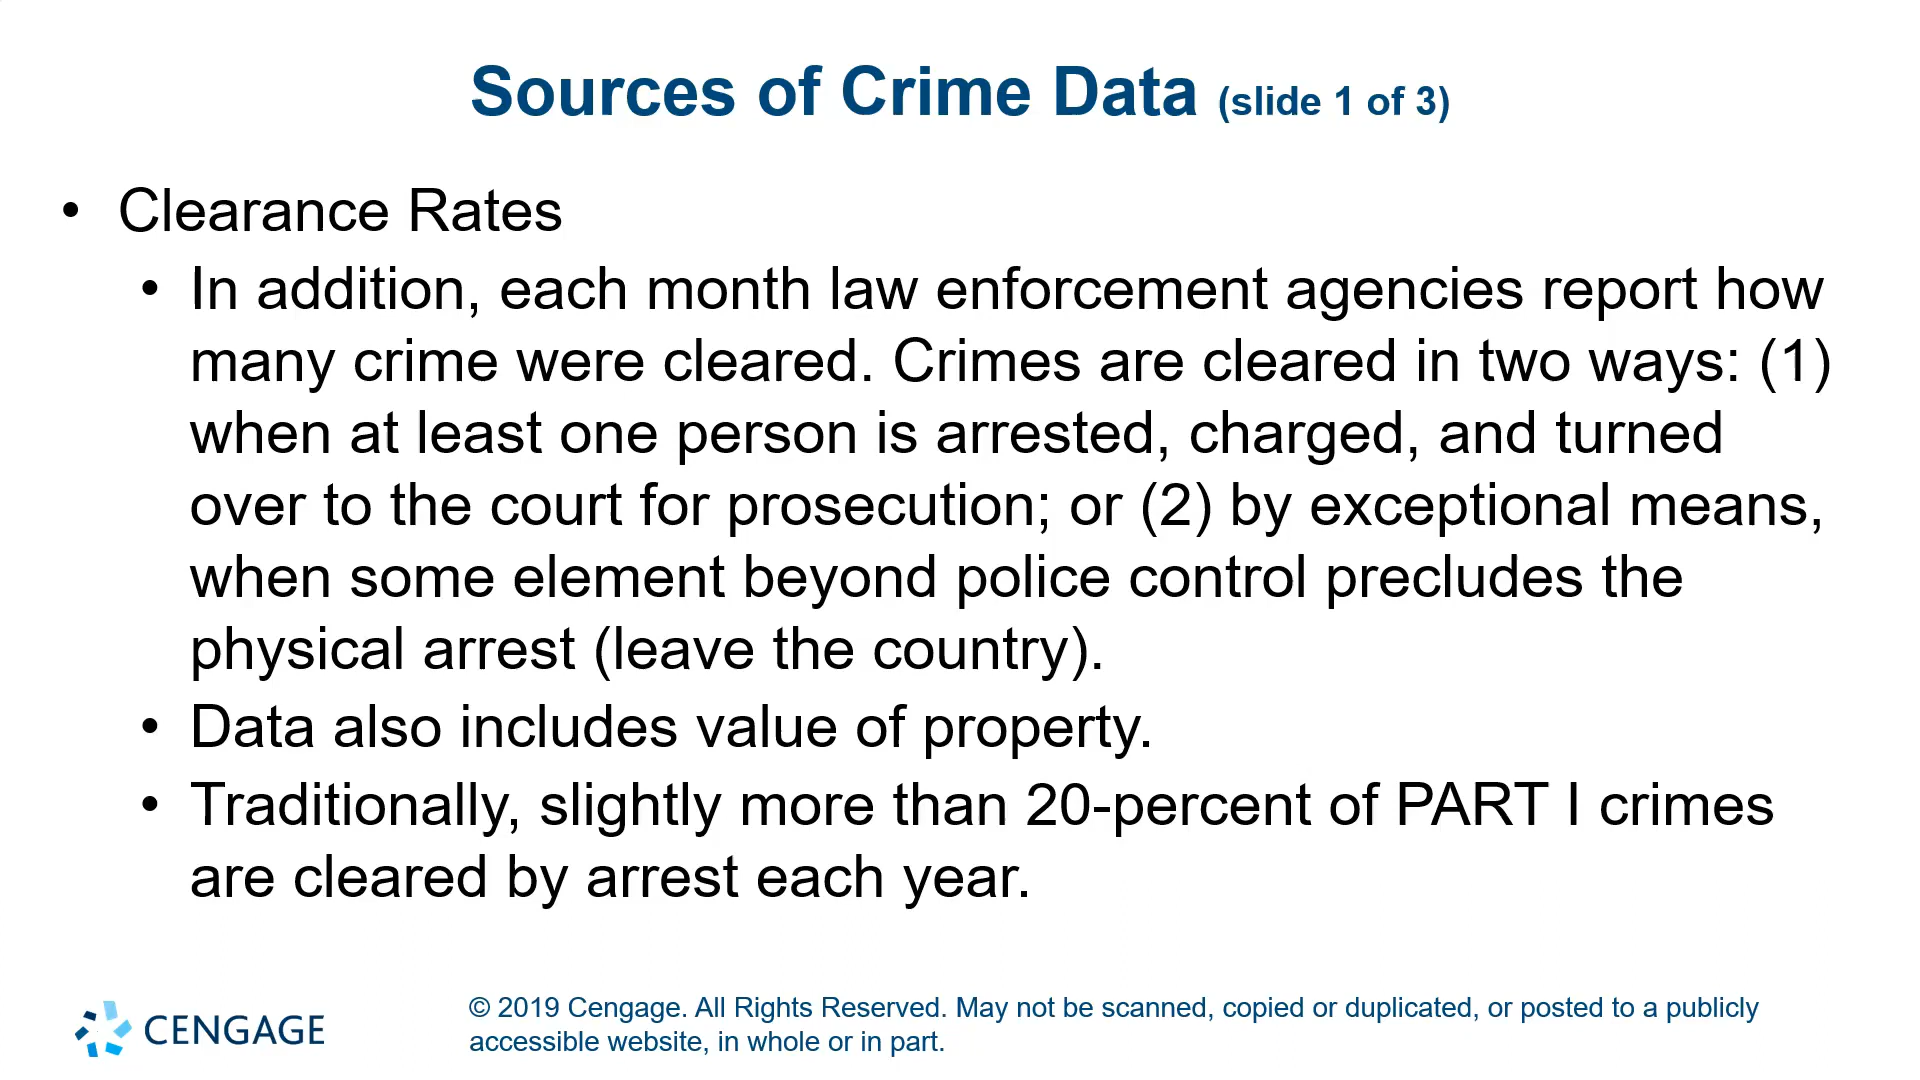 Sources of Crime Data (slide 1 of 3)
• Clearance Rates
• In addition, each month law enforcement agencies report how
many crime were cleared. Crimes are cleared in two ways: (1)
when at least one person is arrested, charged, and turned
over to the court for prosecution; or (2) by exceptional means,
when some element beyond police control precludes the
physical arrest (leave the country).
• Data also includes value of property.
• Traditionally, slightly more than 20-percent of PART I crimes
are cleared by arrest each year.
CENGAGE
© 2019 Cengage. All Rights Reserved. May not be scanned, copied or duplicated, or posted to a publicly
accessible website, in whole or in part.